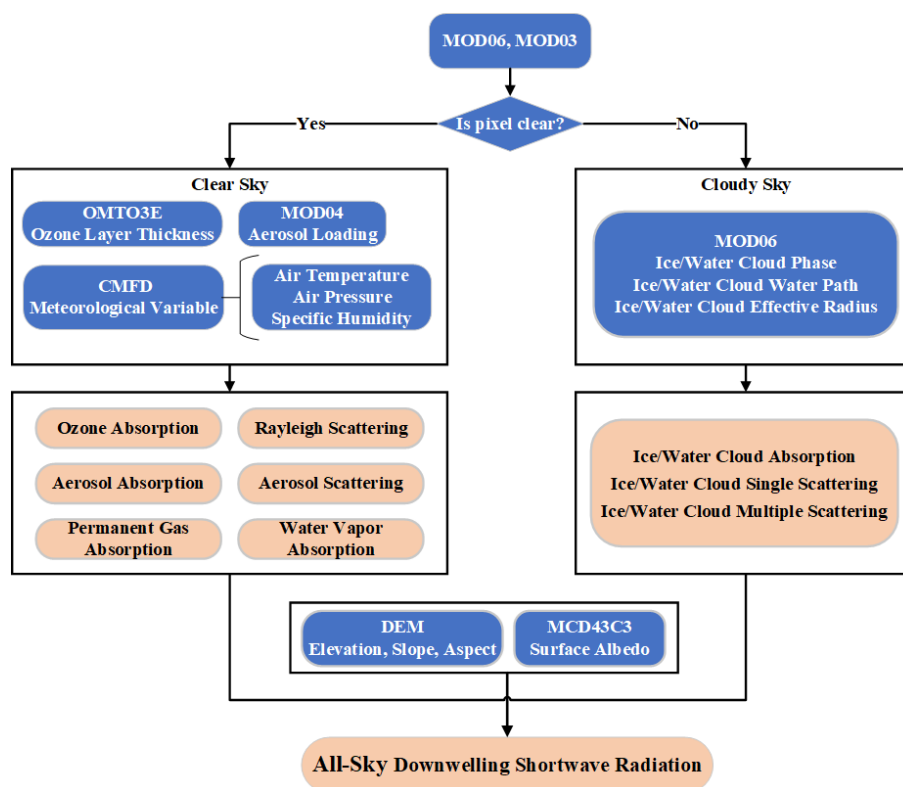 MOD06, MOD03
Is pixel clear?
Yes
No
Clear Sky
OMTO3E
Ozone Layer Thickness
MOD04
Aerosol Loading
CMFD
Meteorological Variable
Air Temperature
Air Pressure
Specific Humidity
Cloudy Sky
MOD06
Ice/Water Cloud Phase
Ice/Water Cloud Water Path
Ice/Water Cloud Effective Radius
Ozone Absorption
Rayleigh Scattering
Aerosol Absorption
Aerosol Scattering
Permanent Gas
Absorption
Water Vapor
Absorption
Ice/Water Cloud Absorption
Ice/Water Cloud Single Scattering
Ice/Water Cloud Multiple Scattering
DEM
Elevation, Slope, Aspect
MCD43C3
Surface Albedo
All-Sky Downwelling Shortwave Radiation